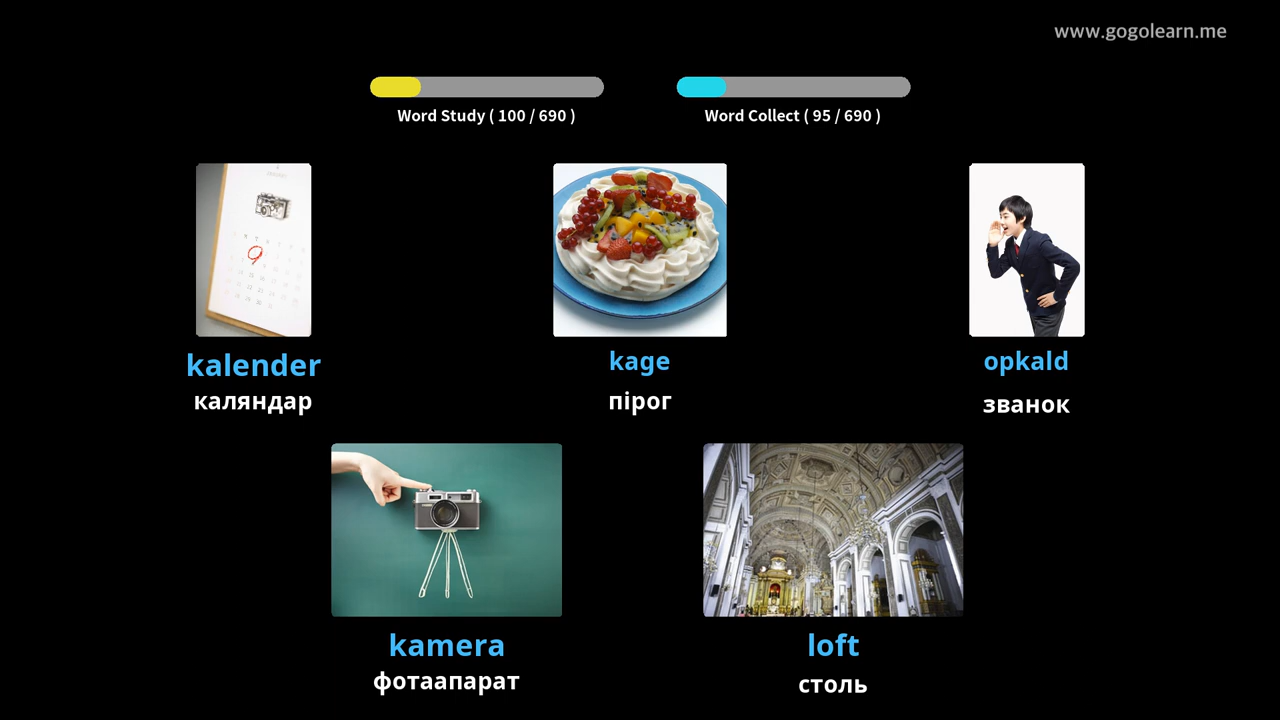 www.gogolearn.me
Word Study ( 100 / 690 )
Word Collect ( 95 / 690 )
kalender
каляндар
kage
пірог
opkald
званок
kamera
фотаапарат
loft
столь